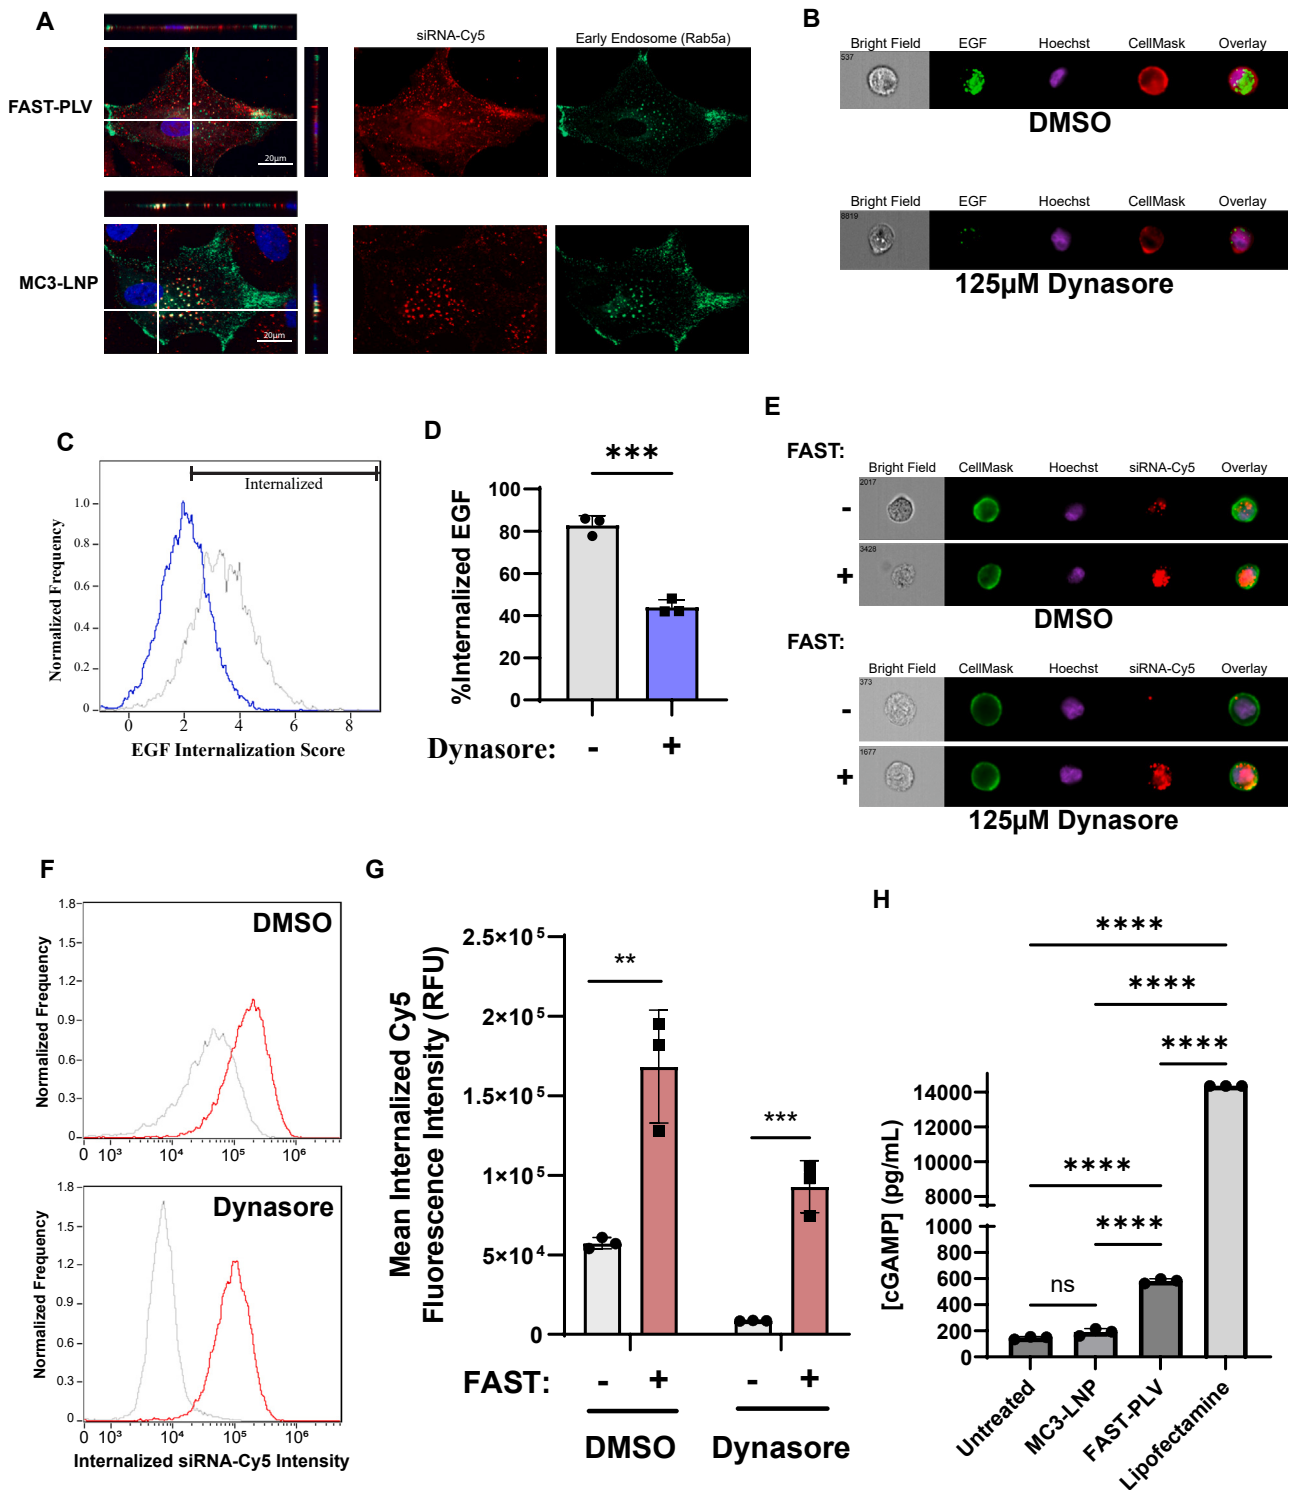 A
siRNA-Cy5
Early Endosome (Rab5a)
FAST-PLV
20µm
MC3-LNP
20µm
B
Bright Field EGF Hoechst CellMask Overlay
537
DMSO
Bright Field EGF Hoechst CellMask Overlay
8819
125µM Dynasore
C
Internalized
Normalized Frequency
1.0
0.8
0.6
0.4
0.2
0
0 2 4 6 8
EGF Internalization Score
D
***
%Internalized EGF
100
80
60
40
20
0
Dynasore: - +
E
FAST:
Bright Field CellMask Hoechst siRNA-Cy5 Overlay
2017
-
3428
+
DMSO
FAST:
Bright Field CellMask Hoechst siRNA-Cy5 Overlay
373
-
1677
+
125µM Dynasore
F
DMSO
Normalized Frequency
1.8
1.5
1.2
0.9
0.6
0.3
0
0 10³ 10⁴ 10⁵ 10⁶
Dynasore
Normalized Frequency
1.8
1.5
1.2
0.9
0.6
0.3
0
0 10³ 10⁴ 10⁵ 10⁶
Internalized siRNA-Cy5 Intensity
G
Mean Internalized Cy5
Fluorescence Intensity (RFU)
2.5×10⁵
2×10⁵
1.5×10⁵
1×10⁵
5×10⁴
0
**
***
FAST: - + - +
DMSO Dynasore
H
****
****
****
****
****
ns
[cGAMP] (pg/mL)
14000
12000
10000
8000
1000
800
600
400
200
0
Untreated
MC3-LNP
FAST-PLV
Lipofectamine